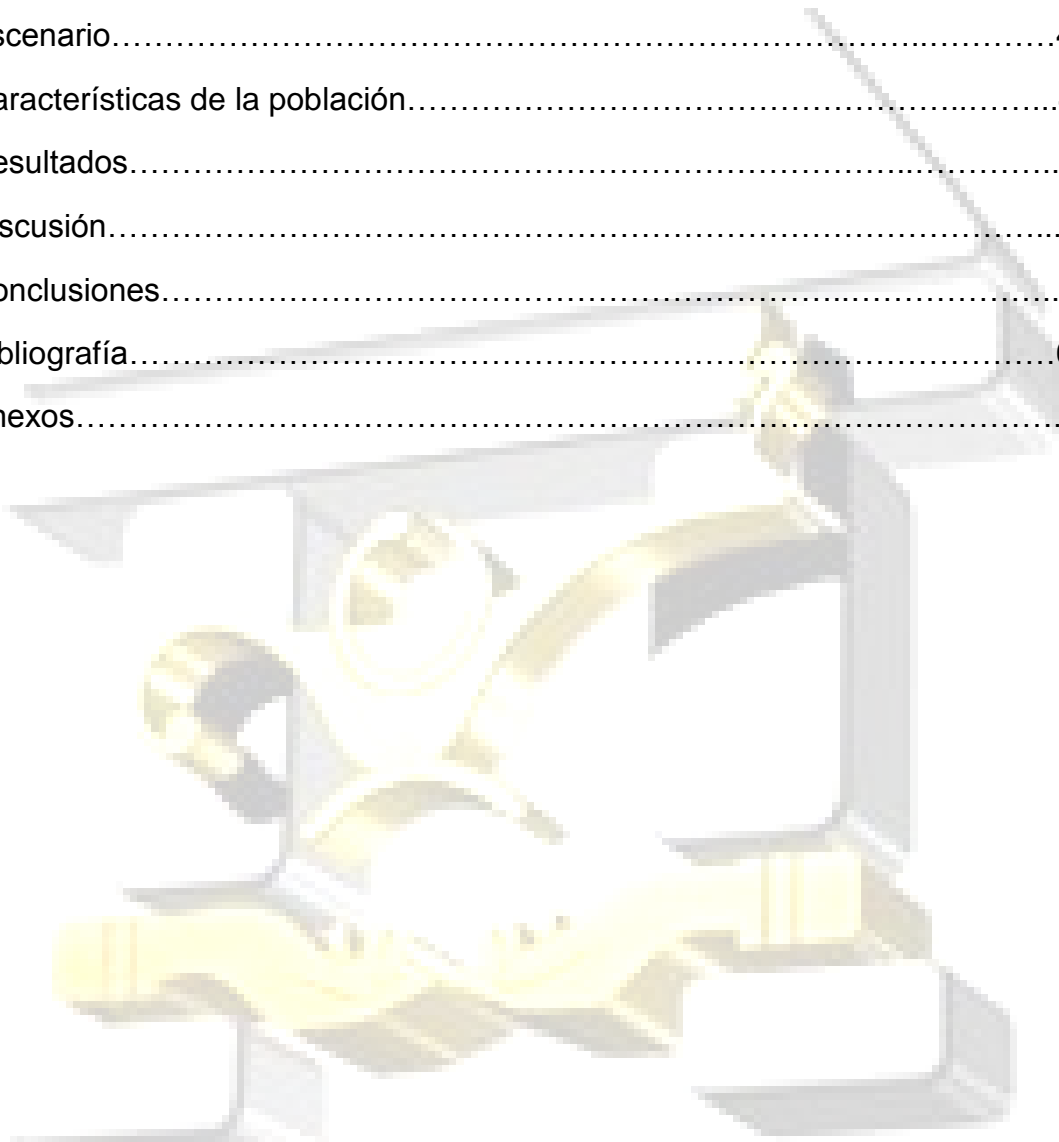 scenario……………………………………………………………………………4
aracterísticas de la población……………………………………………………
esultados……………………………………………………………………………
scusión………………………………………………………………………………
onclusiones…………………………………………………………………………
bliografía……………………………………………………………………………6
nexos…………………………………………………………………………………